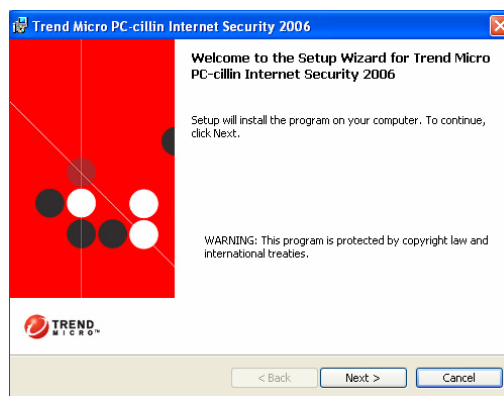 Trend Micro PC-cillin Internet Security 2006
Welcome to the Setup Wizard for Trend Micro
PC-cillin Internet Security 2006
Setup will install the program on your computer. To continue,
click Next.
WARNING: This program is protected by copyright law and
international treaties.
TREND
MICRO™
< Back
Next >
Cancel